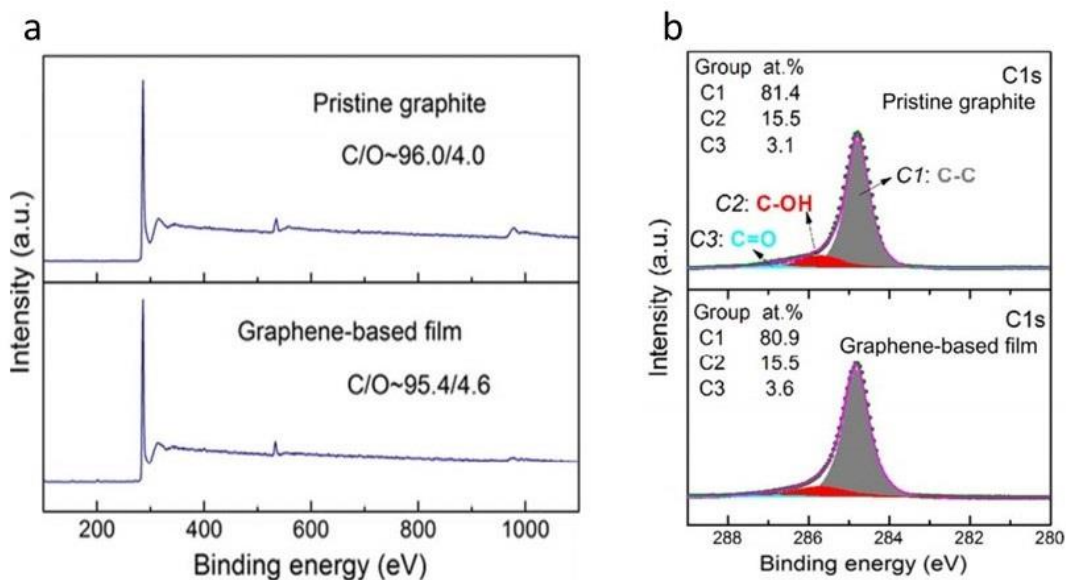 a
Pristine graphite
C/O~96.0/4.0
Graphene-based film
C/O~95.4/4.6
Intensity (a.u.)
200 400 600 800 1000
Binding energy (eV)
b
Group at.%
C1 81.4
C2 15.5
C3 3.1
C1s
Pristine graphite
C1: C-C
C2: C-OH
C3: C=O
Group at.%
C1 80.9
C2 15.5
C3 3.6
C1s
Graphene-based film
Intensity (a.u.)
288 286 284 282 280
Binding energy (eV)